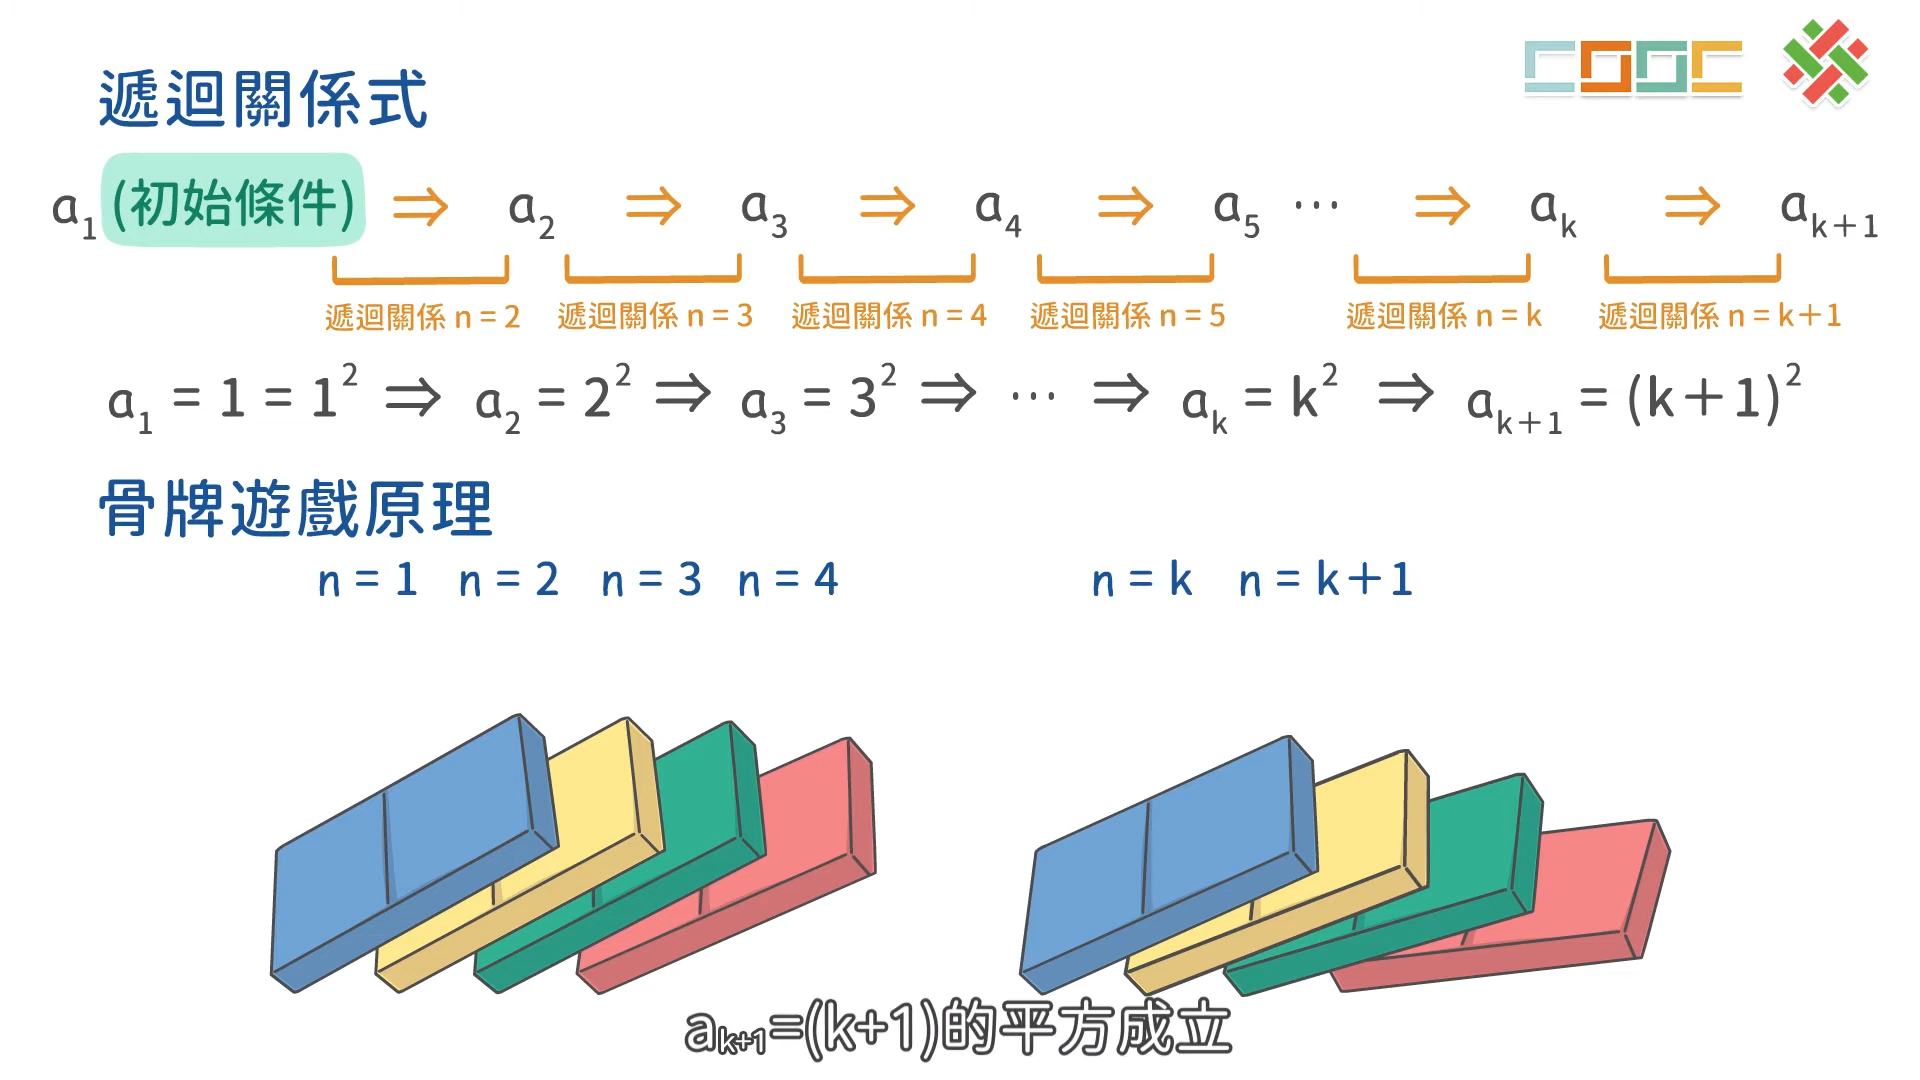 遞迴關係式
COOC
a₁ (初始條件) ⇒ a₂ ⇒ a₃ ⇒ a₄ ⇒ a₅ … ⇒ aₖ ⇒ aₖ₊₁
遞迴關係 n = 2 遞迴關係 n = 3 遞迴關係 n = 4 遞迴關係 n = 5 遞迴關係 n = k 遞迴關係 n = k+1
a₁ = 1 = 1² ⇒ a₂ = 2² ⇒ a₃ = 3² ⇒ … ⇒ aₖ = k² ⇒ aₖ₊₁ = (k+1)²
骨牌遊戲原理
n = 1 n = 2 n = 3 n = 4 n = k n = k+1
aₖ₊₁=(k+1)的平方成立